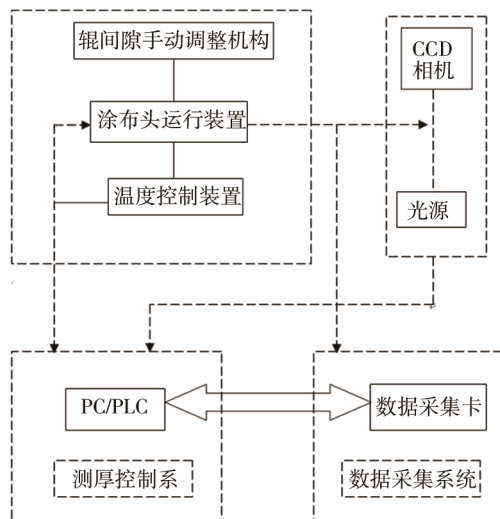 辊间隙手动调整机构
CCD
相机
涂布头运行装置
温度控制装置
光源
PC/PLC
数据采集卡
测厚控制系
数据采集系统